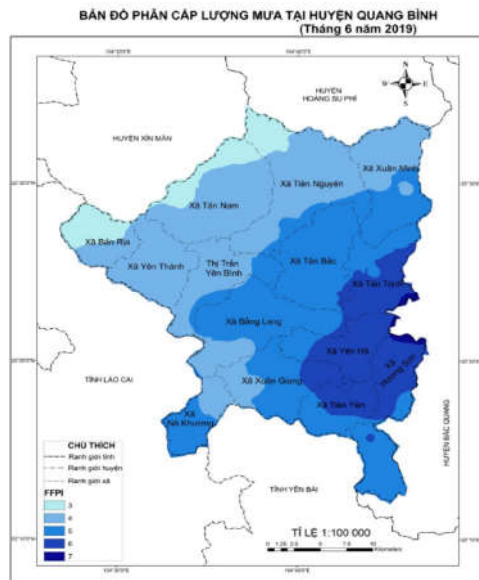 BẢN ĐỒ PHÂN CẤP LƯỢNG MƯA TẠI HUYỆN QUANG BÌNH
(Tháng 6 năm 2019)
HUYỆN
HOÀNG SU PHÌ
HUYỆN XÍN MẦN
N
W E
S
Xã Xuân Minh
Xã Tiên Nguyên
Xã Tân Nam
Xã Bản Rịa
Xã Yên Thành
Thị Trấn
Yên Bình
Xã Tân Bắc
Xã Tân Trịnh
Xã Bằng Lang
Xã Yên Hà
Xã
Hương Sơn
TỈNH LÀO CAI
Xã Xuân Giang
Xã Tiên Yên
Xã
Nà Khương
HUYỆN BẮC QUANG
TỈNH YÊN BÁI
CHÚ THÍCH
Ranh giới tỉnh
Ranh giới huyện
Ranh giới xã
FFPI
3
4
5
6
7
TỈ LỆ 1:100 000
Kilometers